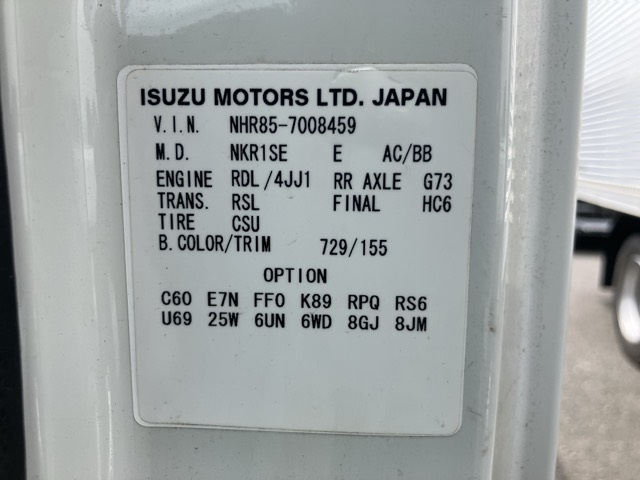 ISUZU MOTORS LTD. JAPAN
V.I.N. NHR85-7008459
M.D. NKR1SE E AC/BB
ENGINE RDL/4JJ1 RR AXLE G73
TRANS. RSL FINAL HC6
TIRE CSU
B.COLOR/TRIM 729/155
OPTION
C60 E7N FF0 K89 RPQ RS6
U69 25W 6UN 6WD 8GJ 8JM